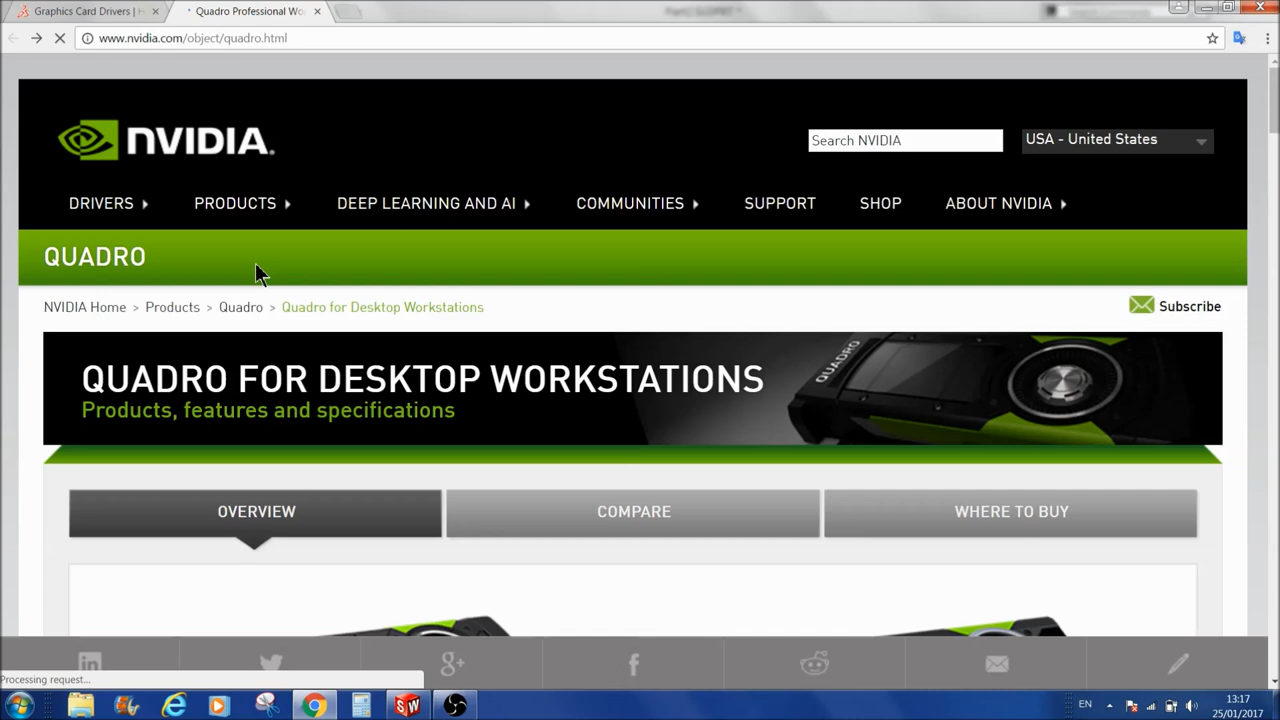 Graphics Card Drivers | H
Quadro Professional Wo
www.nvidia.com/object/quadro.html
NVIDIA.
Search NVIDIA
USA - United States
DRIVERS PRODUCTS DEEP LEARNING AND AI COMMUNITIES SUPPORT SHOP ABOUT NVIDIA
QUADRO
NVIDIA Home > Products > Quadro > Quadro for Desktop Workstations
Subscribe
QUADRO FOR DESKTOP WORKSTATIONS
Products, features and specifications
QUADRO
OVERVIEW COMPARE WHERE TO BUY
Processing request...
EN
13:17
25/01/2017